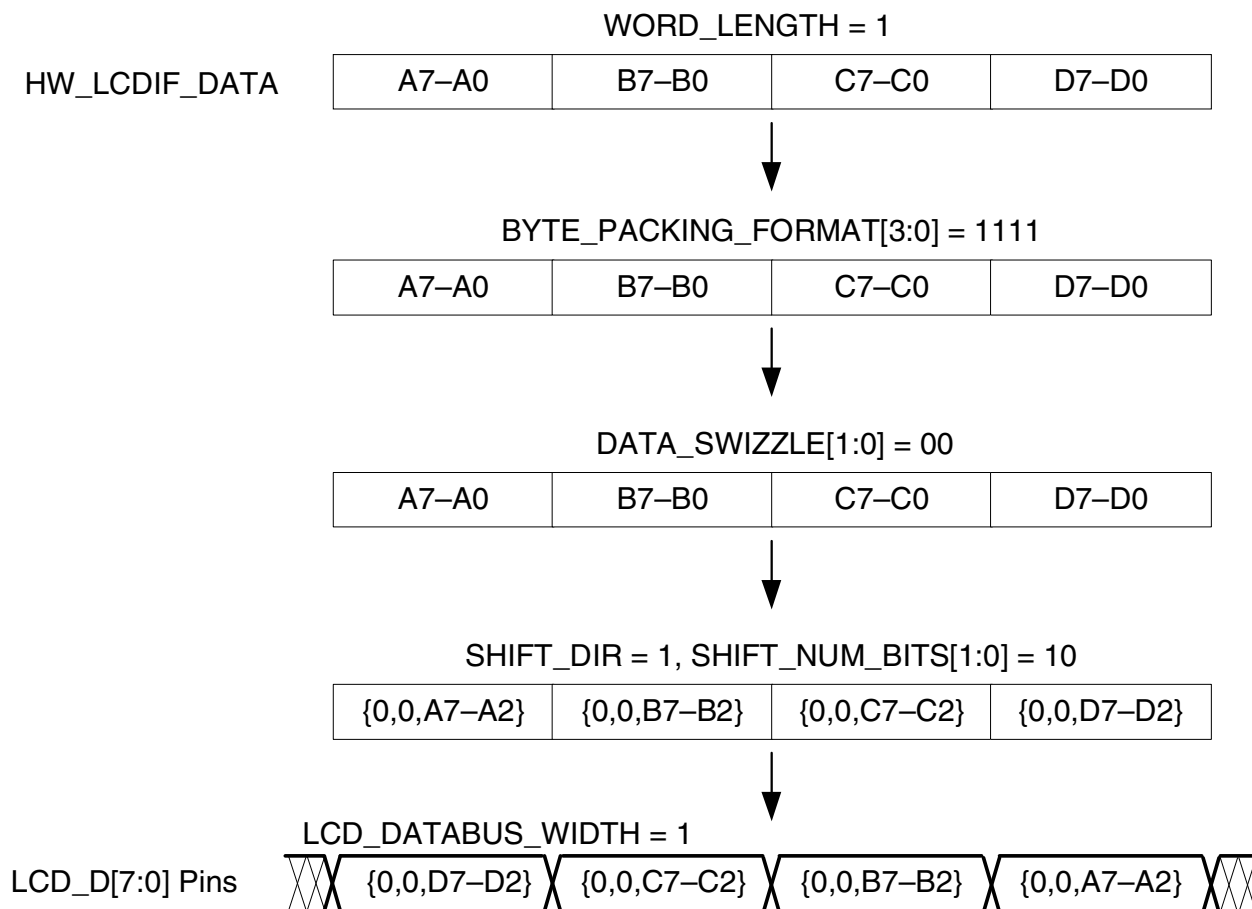 WORD_LENGTH = 1
HW_LCDIF_DATA A7–A0 B7–B0 C7–C0 D7–D0
BYTE_PACKING_FORMAT[3:0] = 1111
A7–A0 B7–B0 C7–C0 D7–D0
DATA_SWIZZLE[1:0] = 00
A7–A0 B7–B0 C7–C0 D7–D0
SHIFT_DIR = 1, SHIFT_NUM_BITS[1:0] = 10
{0,0,A7–A2} {0,0,B7–B2} {0,0,C7–C2} {0,0,D7–D2}
LCD_DATABUS_WIDTH = 1
LCD_D[7:0] Pins {0,0,D7–D2} {0,0,C7–C2} {0,0,B7–B2} {0,0,A7–A2}